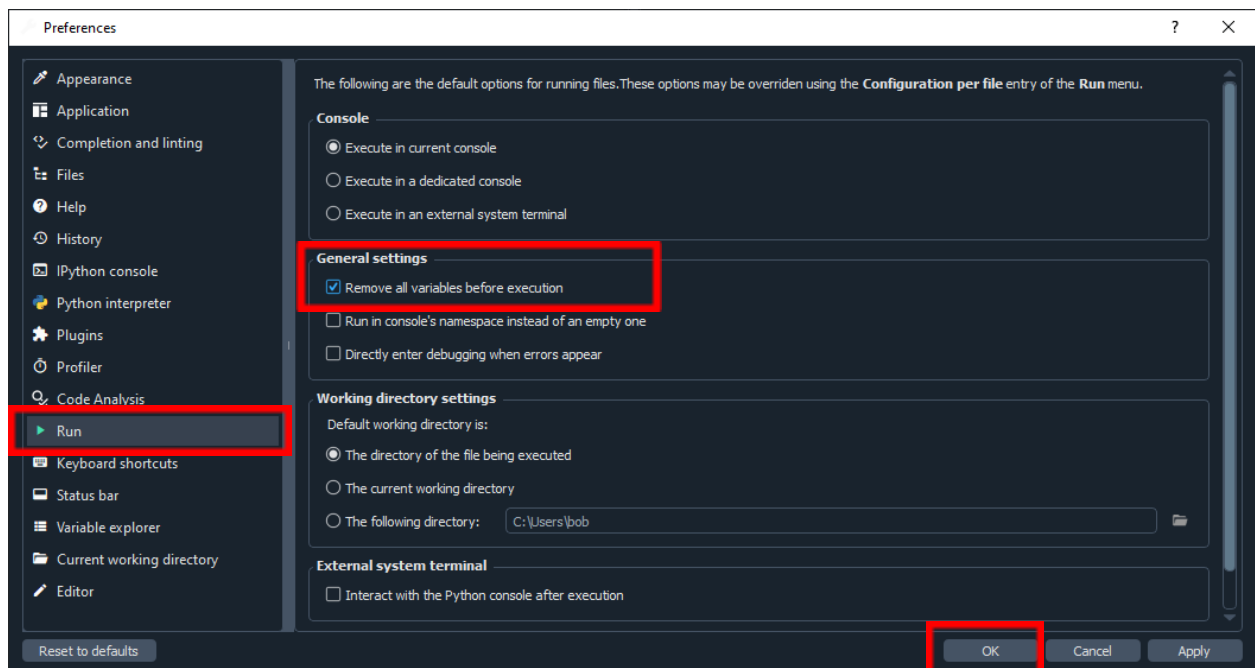 Preferences
?
Appearance
Application
Completion and linting
Files
Help
History
IPython console
Python interpreter
Plugins
Profiler
Code Analysis
Run
Keyboard shortcuts
Status bar
Variable explorer
Current working directory
Editor
The following are the default options for running files.These options may be overriden using the Configuration per file entry of the Run menu.
Console
Execute in current console
Execute in a dedicated console
Execute in an external system terminal
General settings
Remove all variables before execution
Run in console's namespace instead of an empty one
Directly enter debugging when errors appear
Working directory settings
Default working directory is:
The directory of the file being executed
The current working directory
The following directory: C:\Users\bob
External system terminal
Interact with the Python console after execution
Reset to defaults OK Cancel Apply